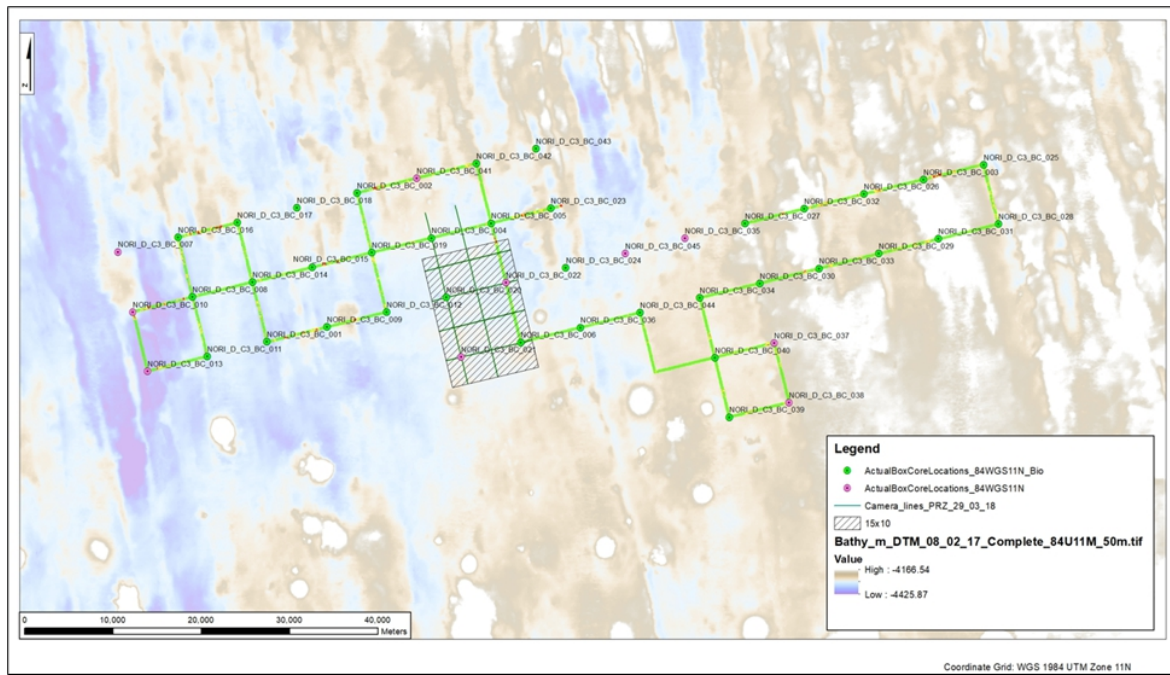 NORI_D_C3_BC_043
NORI_D_C3_BC_042
NORI_D_C3_BC_025
NORI_D_C3_BC_041
NORI_D_C3_BC_003
NORI_D_C3_BC_002
NORI_D_C3_BC_026
NORI_D_C3_BC_018
NORI_D_C3_BC_032
NORI_D_C3_BC_017
NORI_D_C3_BC_023
NORI_D_C3_BC_027
NORI_D_C3_BC_016
NORI_D_C3_BC_005
NORI_D_C3_BC_035
NORI_D_C3_BC_028
NORI_D_C3_BC_007
NORI_D_C3_BC_004
NORI_D_C3_BC_045
NORI_D_C3_BC_031
NORI_D_C3_BC_019
NORI_D_C3_BC_024
NORI_D_C3_BC_029
NORI_D_C3_BC_015
NORI_D_C3_BC_022
NORI_D_C3_BC_033
NORI_D_C3_BC_014
NORI_D_C3_BC_020
NORI_D_C3_BC_030
NORI_D_C3_BC_008
NORI_D_C3_BC_012
NORI_D_C3_BC_034
NORI_D_C3_BC_010
NORI_D_C3_BC_044
NORI_D_C3_BC_009
NORI_D_C3_BC_036
NORI_D_C3_BC_001
NORI_D_C3_BC_006
NORI_D_C3_BC_037
NORI_D_C3_BC_011
NORI_D_C3_BC_02
NORI_D_C3_BC_040
NORI_D_C3_BC_013
NORI_D_C3_BC_038
NORI_D_C3_BC_039
N
Legend
ActualBoxCoreLocations_84WGS11N_Bio
ActualBoxCoreLocations_84WGS11N
Camera_lines_PRZ_29_03_18
15x10
Bathy_m_DTM_08_02_17_Complete_84U11M_50m.tif
Value
High : -4166.54
Low : -4425.87
0 10,000 20,000 30,000 40,000
Meters
Coordinate Grid: WGS 1984 UTM Zone 11N